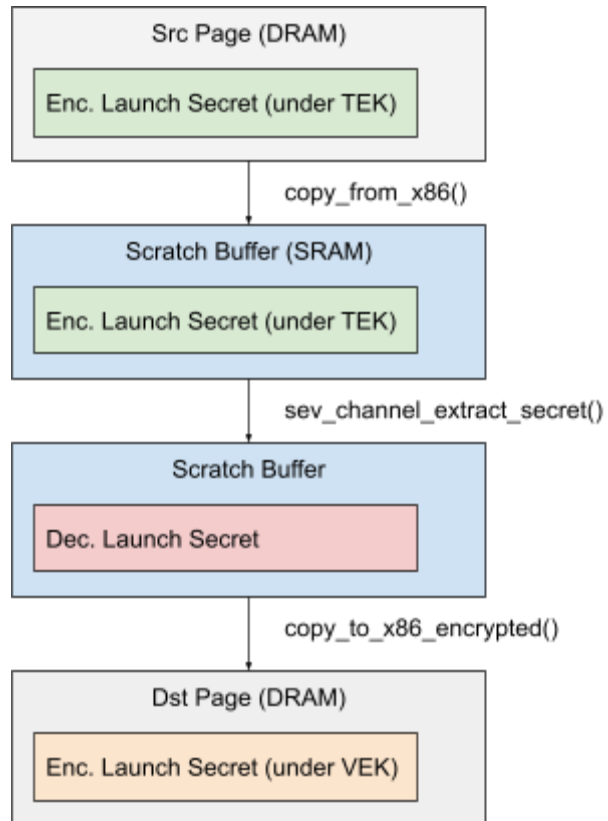 Src Page (DRAM)
Enc. Launch Secret (under TEK)
copy_from_x86()
Scratch Buffer (SRAM)
Enc. Launch Secret (under TEK)
sev_channel_extract_secret()
Scratch Buffer
Dec. Launch Secret
copy_to_x86_encrypted()
Dst Page (DRAM)
Enc. Launch Secret (under VEK)